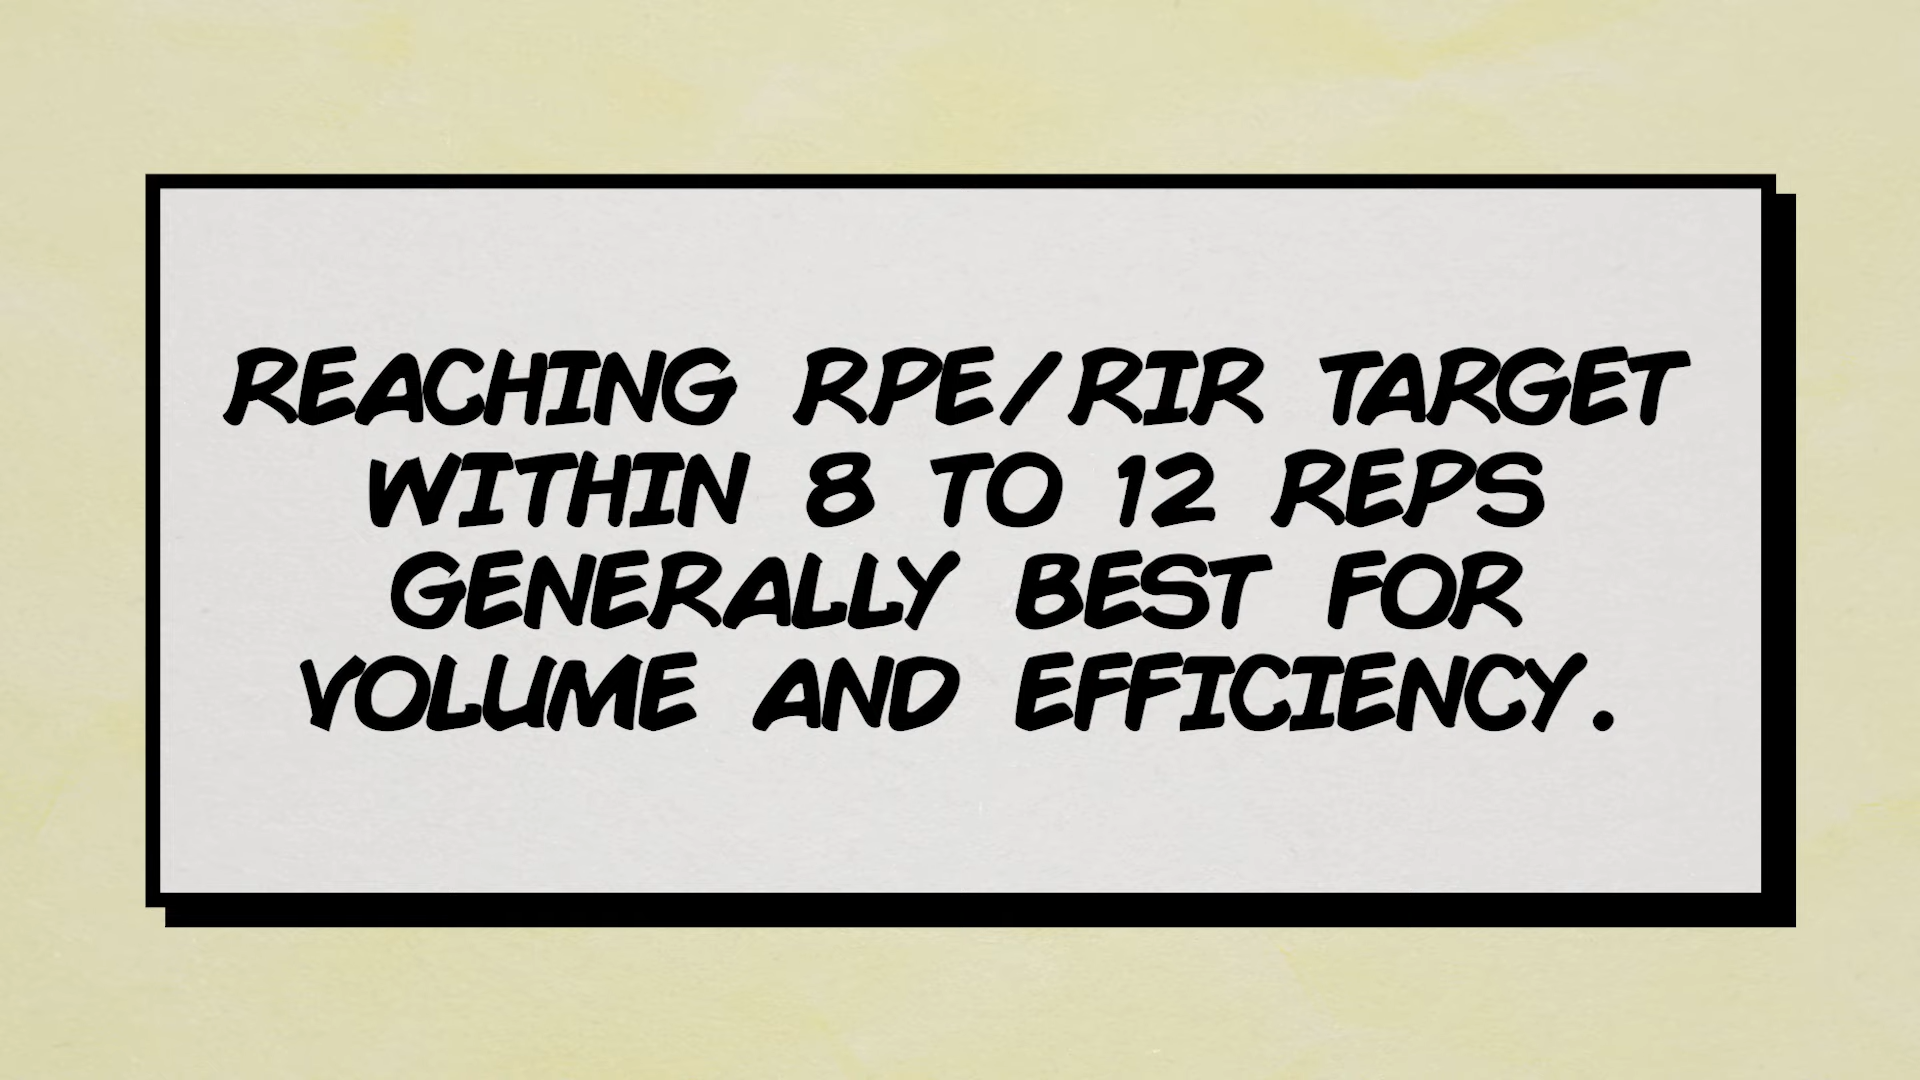 REACHING RPE/RIR TARGET
WITHIN 8 TO 12 REPS
GENERALLY BEST FOR
VOLUME AND EFFICIENCY.